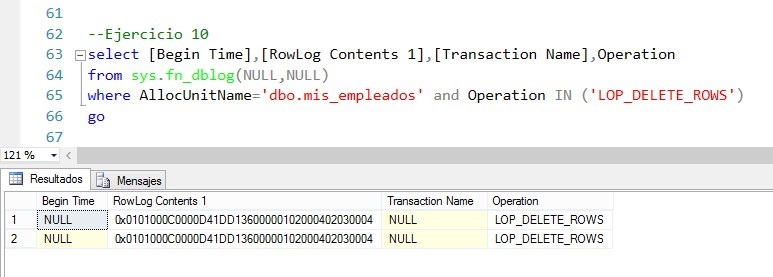 61
62 --Ejercicio 10
63 select [Begin Time],[RowLog Contents 1],[Transaction Name],Operation
64 from sys.fn_dblog(NULL,NULL)
65 where AllocUnitName='dbo.mis_empleados' and Operation IN ('LOP_DELETE_ROWS')
66 go
67
121 %
Resultados Mensajes
Begin Time RowLog Contents 1 Transaction Name Operation
1 NULL 0x0101000C0000D41DD13600000102000402030004 NULL LOP_DELETE_ROWS
2 NULL 0x0101000C0000D41DD13600000102000402030004 NULL LOP_DELETE_ROWS